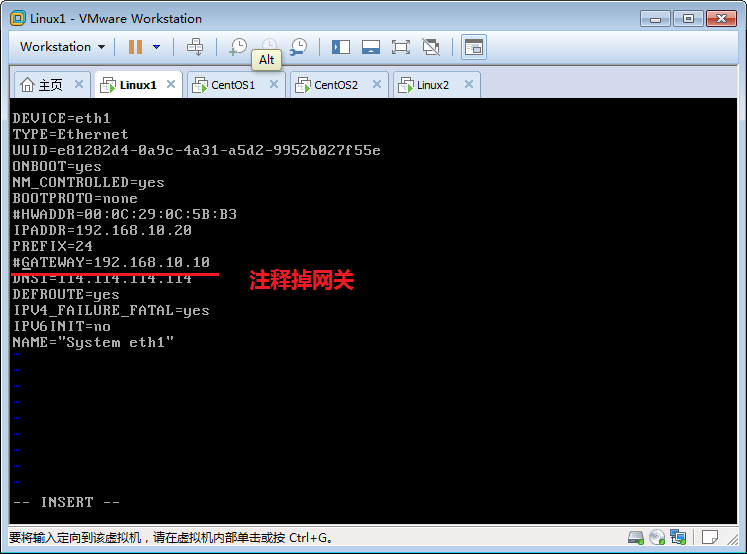 Linux1 - VMware Workstation
Workstation
Alt
主页 Linux1 CentOS1 CentOS2 Linux2
DEVICE=eth1
TYPE=Ethernet
UUID=e81282d4-0a9c-4a31-a5d2-9952b027f55e
ONBOOT=yes
NM_CONTROLLED=yes
BOOTPROTO=none
#HWADDR=00:0C:29:0C:5B:B3
IPADDR=192.168.10.20
PREFIX=24
#GATEWAY=192.168.10.10
注释掉网关
DNS1=114.114.114.114
DEFROUTE=yes
IPV4_FAILURE_FATAL=yes
IPV6INIT=no
NAME="System eth1"
~
~
~
~
~
~
~
~
~
-- INSERT --
要将输入定向到该虚拟机，请在虚拟机内部单击或按 Ctrl+G。